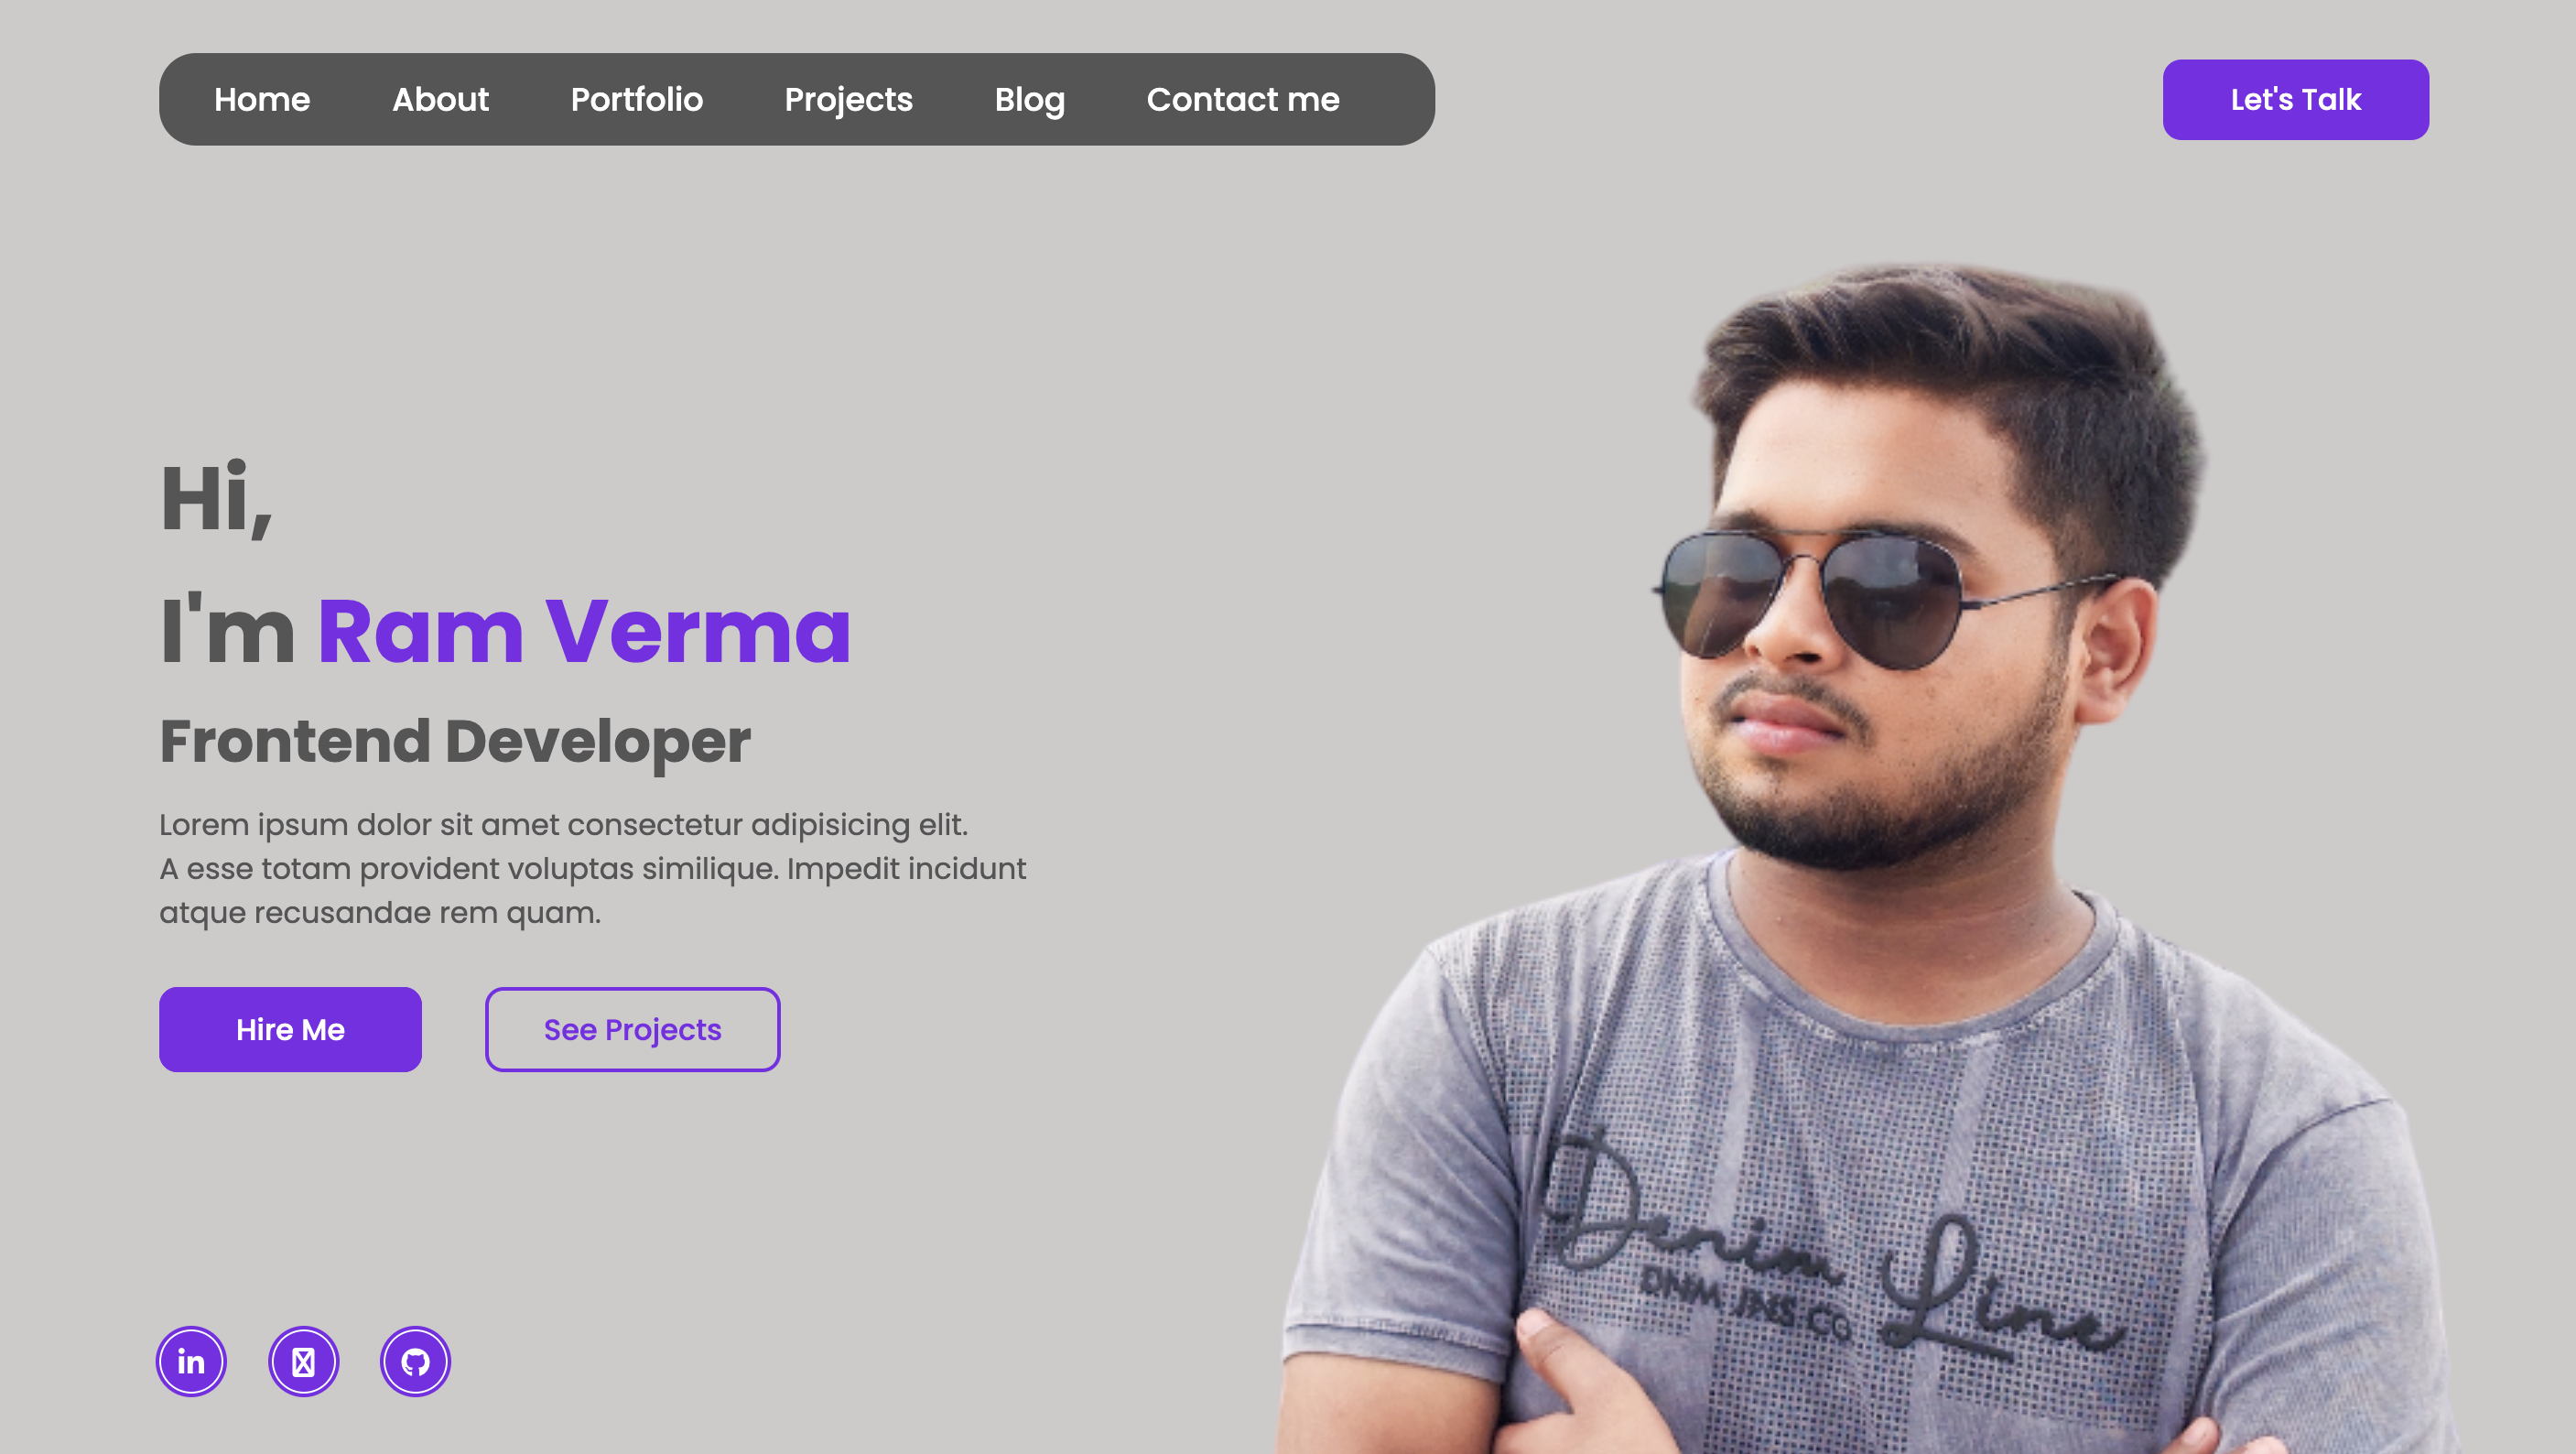 Home About Portfolio Projects Blog Contact me
Let's Talk
Hi,
I'm Ram Verma
Frontend Developer
Lorem ipsum dolor sit amet consectetur adipisicing elit.
A esse totam provident voluptas similique. Impedit incidunt
atque recusandae rem quam.
Hire Me
See Projects
in
Denim Line
DNM JNS CO